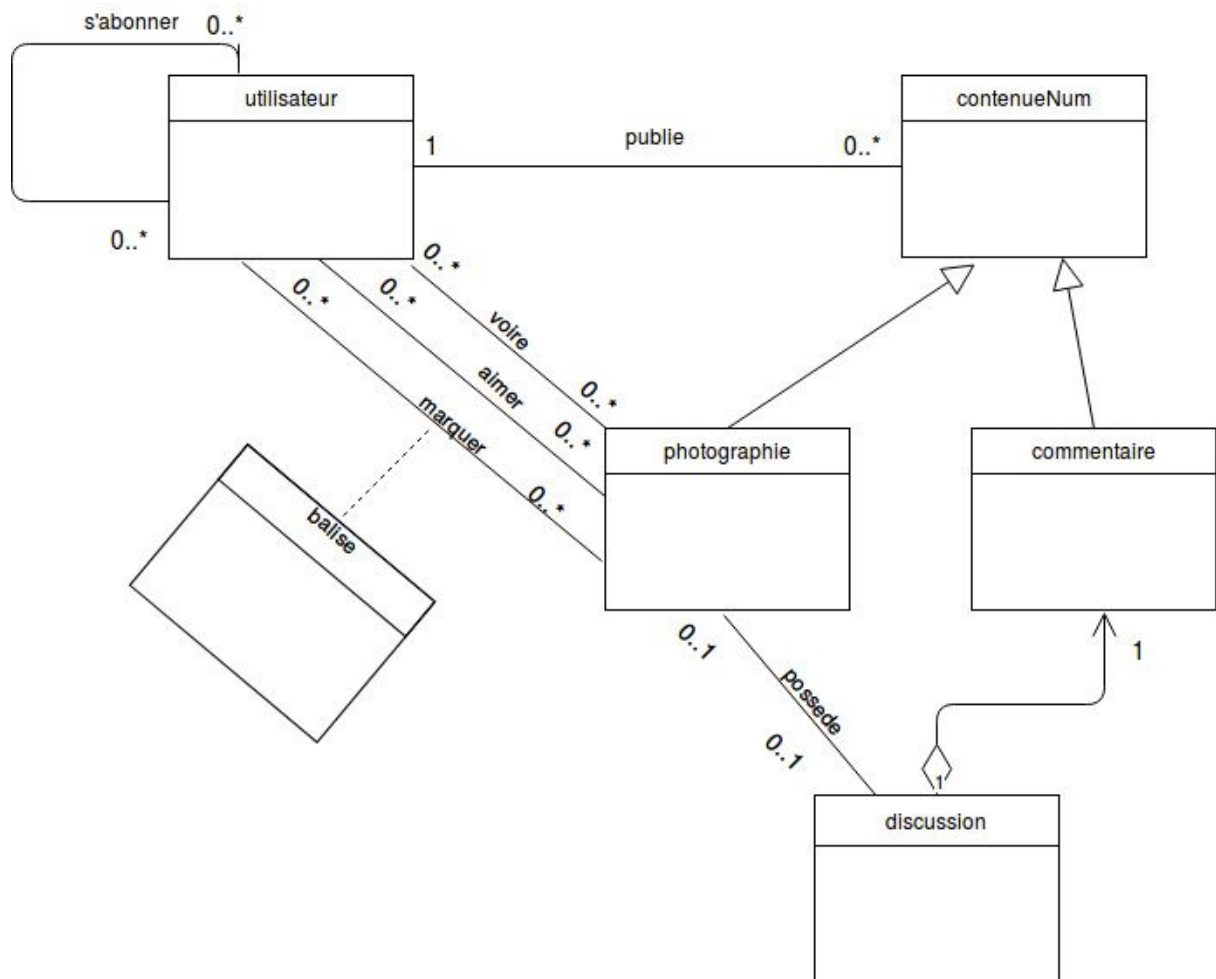 s'abonner
0..*
utilisateur
contenueNum
1
publie
0..*
0..*
0..*
0..*
0..*
voire
aimer
marquer
0..*
0..*
0..*
photographie
commentaire
balise
0..1
1
possede
0..1
1
discussion